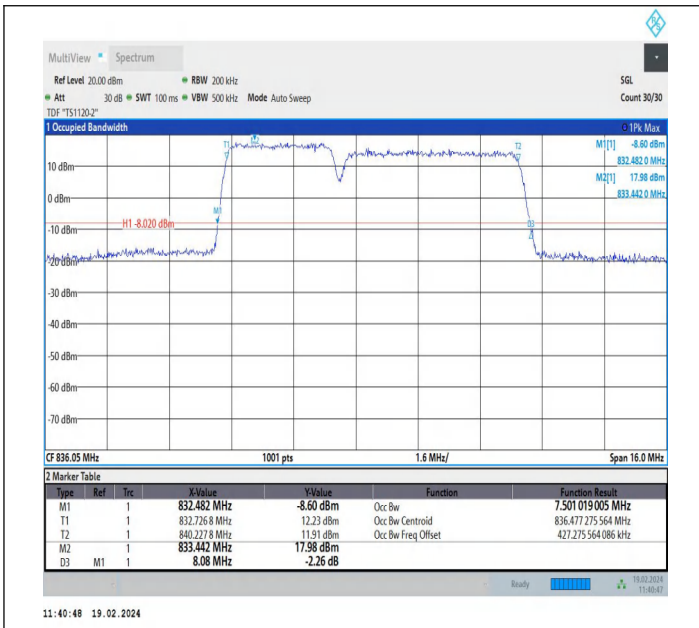 R&S
MultiView Spectrum
Ref Level 20.00 dBm RBW 200 kHz SGL
Att 30 dB SWT 100 ms VBW 500 kHz Mode Auto Sweep Count 30/30
TDF "TS1120-2"
1 Occupied Bandwidth 1Pk Max
M1[1] -8.60 dBm
832.482 0 MHz
M2[1] 17.98 dBm
833.442 0 MHz
T1
M2
T2
10 dBm
0 dBm
M1
H1 -8.020 dBm
D3
-10 dBm
-20 dBm
-30 dBm
-40 dBm
-50 dBm
-60 dBm
-70 dBm
CF 836.05 MHz 1001 pts 1.6 MHz/ Span 16.0 MHz
2 Marker Table
Type Ref Trc X-Value Y-Value Function Function Result
M1 1 832.482 MHz -8.60 dBm Occ Bw 7.501 019 005 MHz
T1 1 832.726 8 MHz 12.23 dBm Occ Bw Centroid 836.477 275 564 MHz
T2 1 840.227 8 MHz 11.91 dBm Occ Bw Freq Offset 427.275 564 086 kHz
M2 1 833.442 MHz 17.98 dBm
D3 M1 1 8.08 MHz -2.26 dB
Ready 19.02.2024
11:40:47
11:40:48 19.02.2024